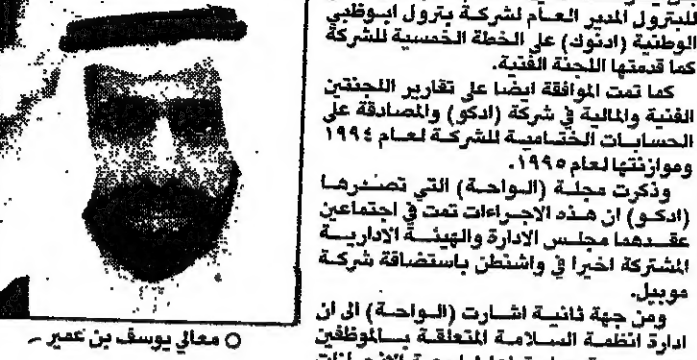 للبترول المدير العام لشركة بترول ابوظبي
الوطنية (ادنوك) على الخطة الخمسية للشركة
كما قدمتها اللجنة الفنية.
كما تمت الموافقة ايضا على تقارير اللجنتين
الفنية والمالية في شركة (ادكو) والمصادقة على
الحسابات الختامية للشركة لعام ١٩٩٤
وموازنتها لعام ١٩٩٥.
وذكرت مجلة (الواحة) التي تصدرها
(ادكو) ان هذه الاجراءات تمت في اجتماعين
عقدهما مجلس الادارة والهيئة الادارية
المشتركة اخيرا في واشنطن باستضافة شركة
موبيل.
ومن جهة ثانية اشارت (الواحة) الى ان
ادارة انظمة السلامة المتعلقة بالموظفين
معالي يوسف بن عمير